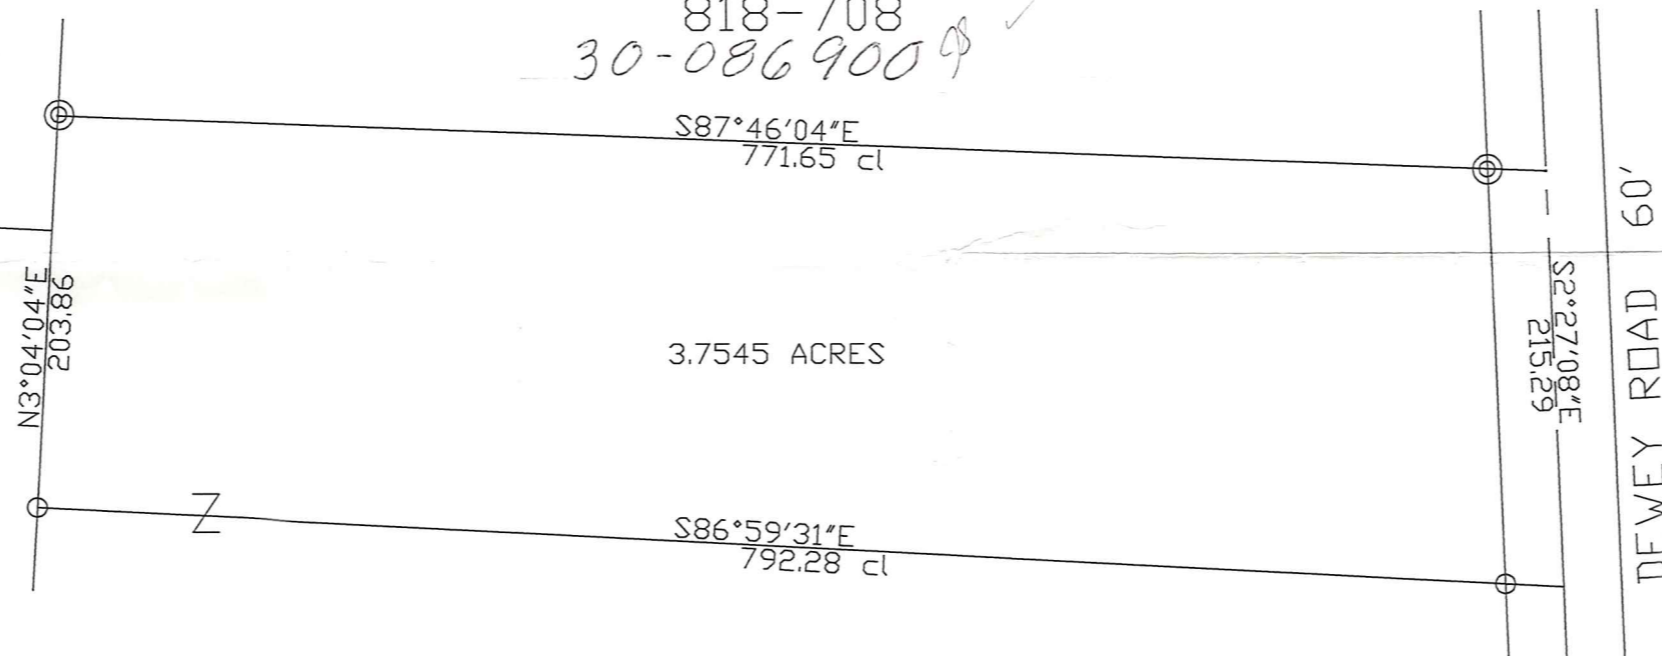 818-708
30-086900
S87°46'04"E
771.65 cl
60'
N3°04'04"E
203.86
S2°27'08"E
215.29
3.7545 ACRES
DEWEY ROAD
Z
S86°59'31"E
792.28 cl